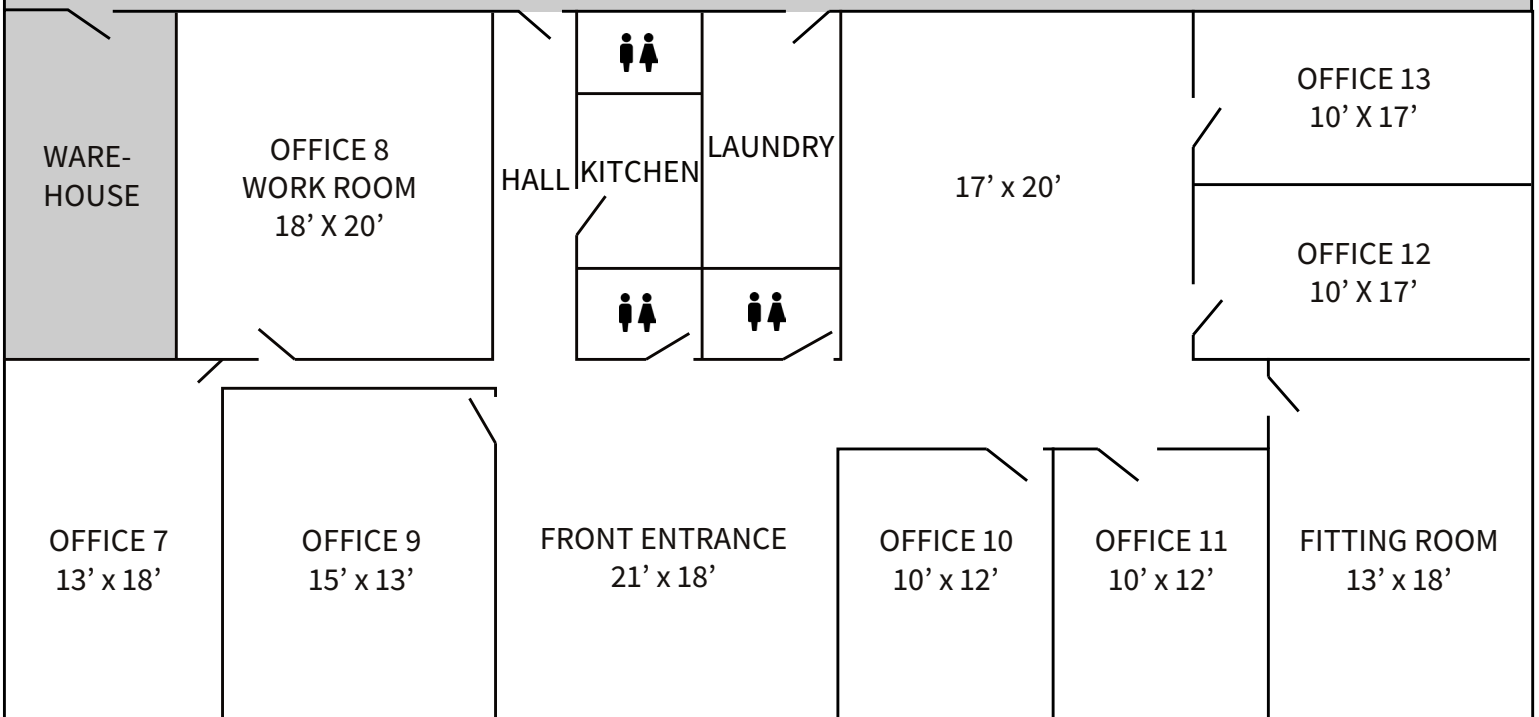 WARE-
HOUSE
OFFICE 8
WORK ROOM
18’ X 20’
HALL
KITCHEN
LAUNDRY
17’ x 20’
OFFICE 13
10’ X 17’
OFFICE 12
10’ X 17’
OFFICE 7
13’ x 18’
OFFICE 9
15’ x 13’
FRONT ENTRANCE
21’ x 18’
OFFICE 10
10’ x 12’
OFFICE 11
10’ x 12’
FITTING ROOM
13’ x 18’